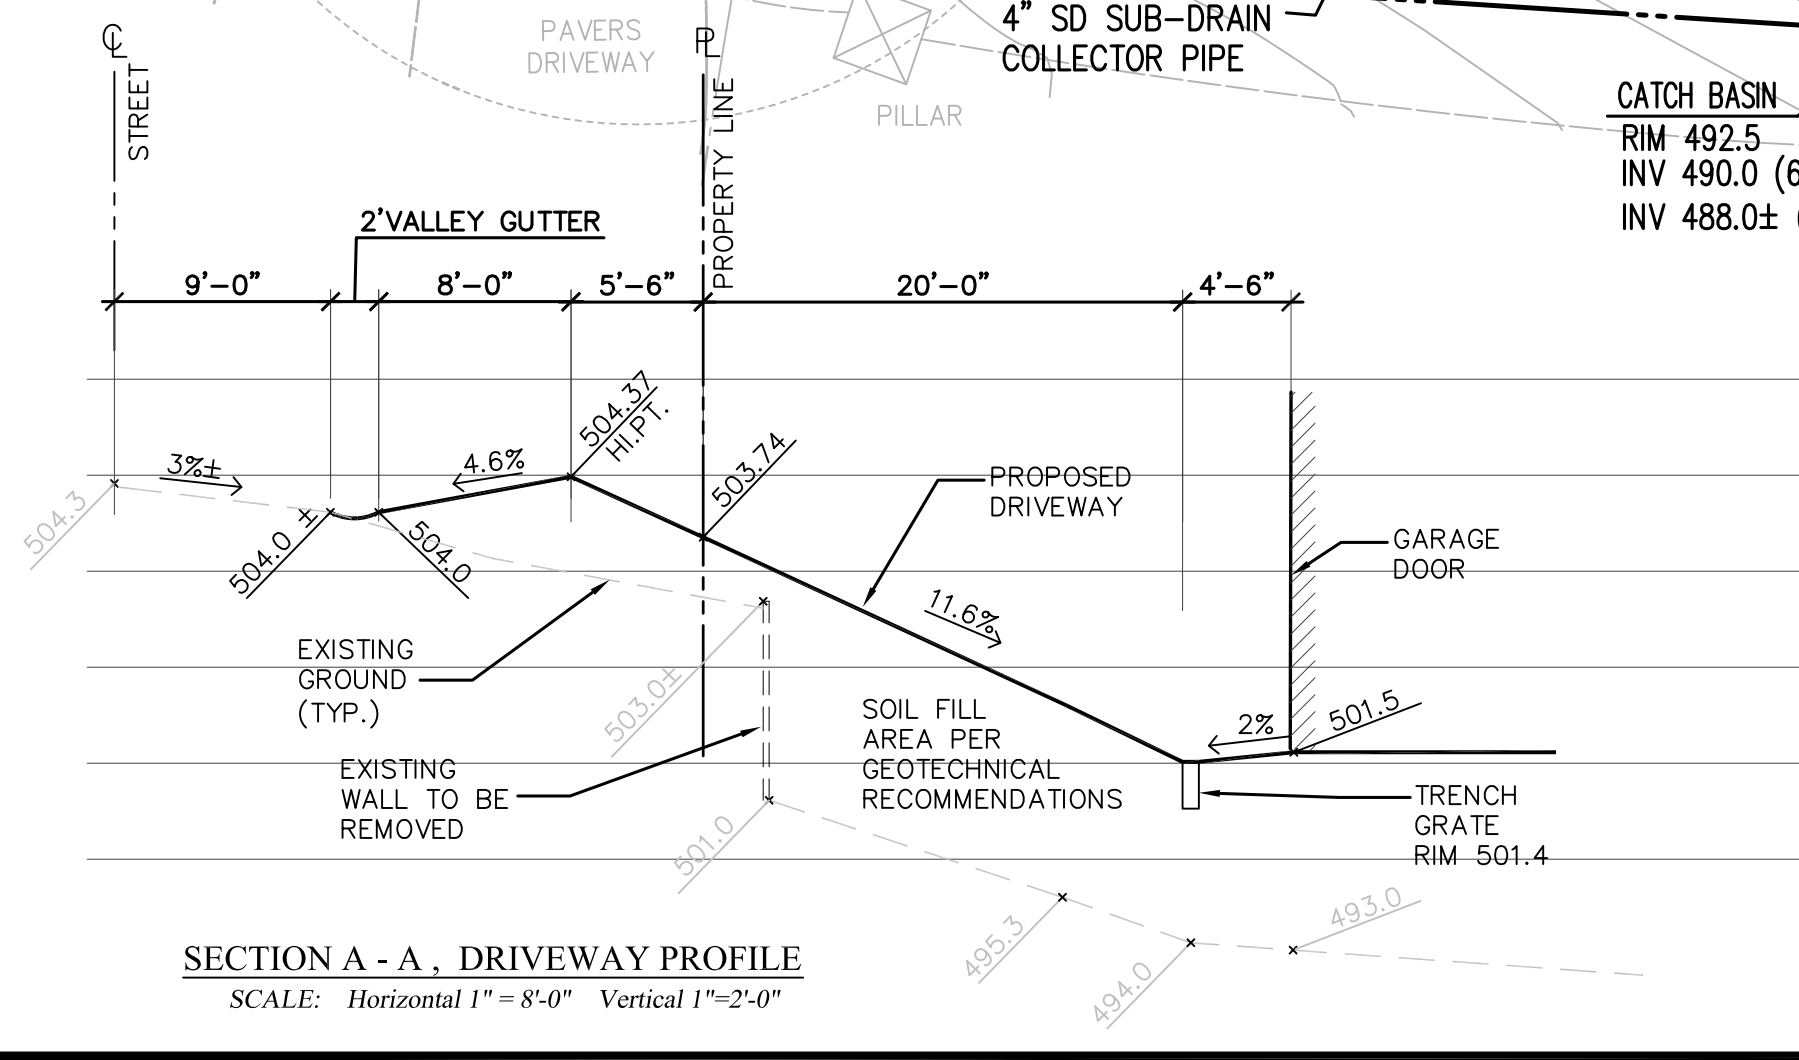 PAVERS
DRIVEWAY
4” SD SUB-DRAIN
COLLECTOR PIPE
PILLAR
CATCH BASIN
RIM 492.5
INV 490.0 (6
INV 488.0± (
℄
STREET
PL
PROPERTY LINE
2'VALLEY GUTTER
9'-0”
8'-0”
5'-6”
20'-0”
4'-6”
3%±
4.6%
504.37
HI.PT.
503.74
504.3
504.0 ±
504.0
PROPOSED
DRIVEWAY
GARAGE
DOOR
11.6%
EXISTING
GROUND
(TYP.)
503.0±
SOIL FILL
AREA PER
GEOTECHNICAL
RECOMMENDATIONS
2%
501.5
EXISTING
WALL TO BE
REMOVED
501.0
TRENCH
GRATE
RIM 501.4
495.3
494.0
493.0
SECTION A - A , DRIVEWAY PROFILE
SCALE: Horizontal 1" = 8'-0" Vertical 1"=2'-0"